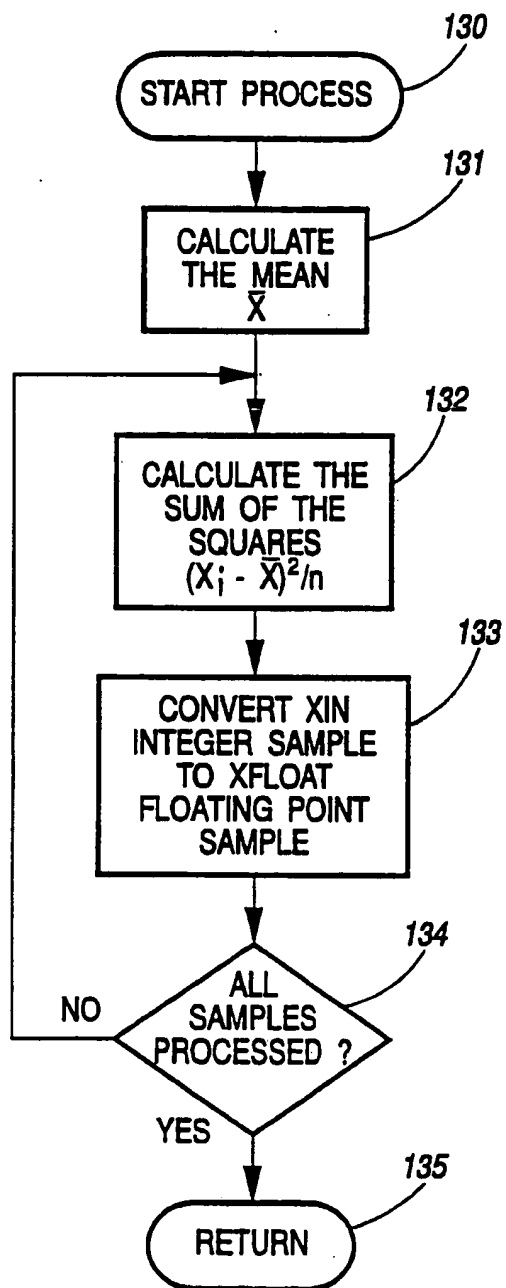 130
START PROCESS
131
CALCULATE
THE MEAN
X̄
132
CALCULATE THE
SUM OF THE
SQUARES
(Xi - X̄)²/n
133
CONVERT XIN
INTEGER SAMPLE
TO XFLOAT
FLOATING POINT
SAMPLE
134
ALL
SAMPLES
PROCESSED ?
NO
YES
135
RETURN